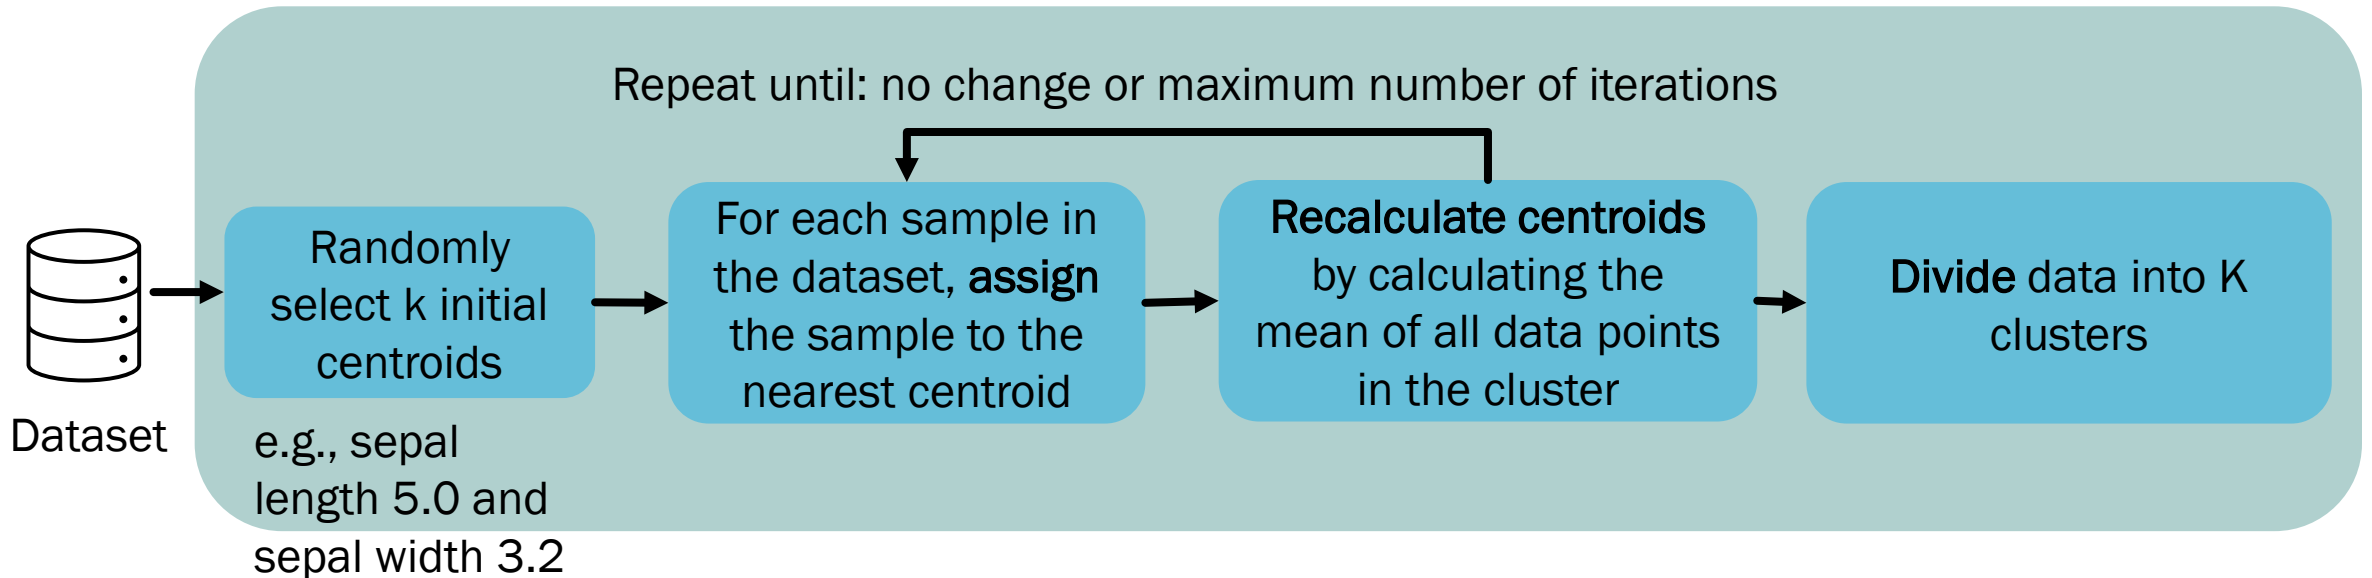 Repeat until: no change or maximum number of iterations
Dataset
Randomly
select k initial
centroids
e.g., sepal
length 5.0 and
sepal width 3.2
For each sample in
the dataset, assign
the sample to the
nearest centroid
Recalculate centroids
by calculating the
mean of all data points
in the cluster
Divide data into K
clusters